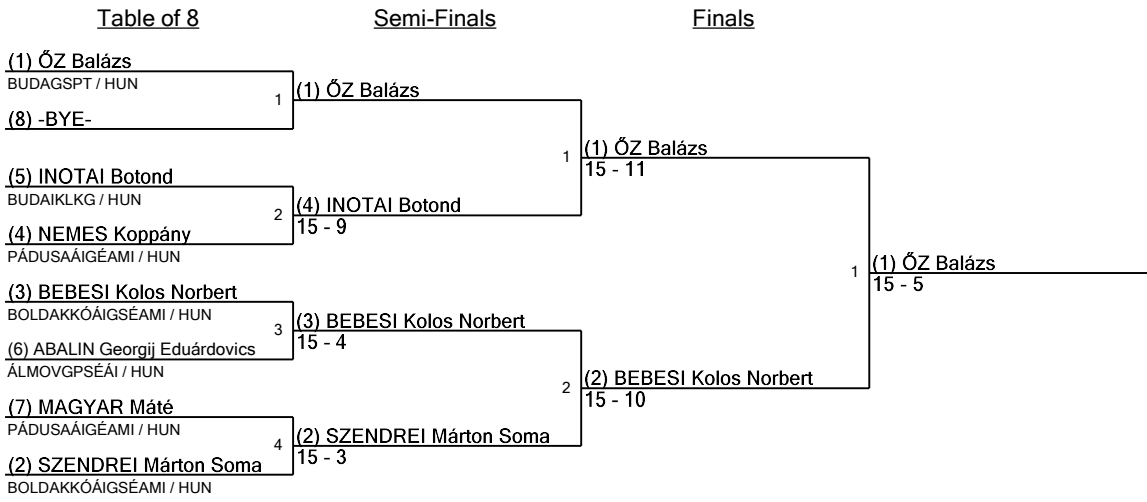 Table of 8
Semi-Finals
Finals
(1) ŐZ Balázs
BUDAGSPT / HUN
1
(8) -BYE-
(5) INOTAI Botond
BUDAIKLKG / HUN
2
(4) NEMES Koppány
PÁDUSAÁIGÉAMI / HUN
(3) BEBESI Kolos Norbert
BOLDAKKÓÁIGSÉAMI / HUN
3
(6) ABALIN Georgij Eduárdovics
ÁLMOVGPSÉÁI / HUN
(7) MAGYAR Máté
PÁDUSAÁIGÉAMI / HUN
4
(2) SZENDREI Márton Soma
BOLDAKKÓÁIGSÉAMI / HUN
(1) ŐZ Balázs
1
(4) INOTAI Botond
15 - 9
(3) BEBESI Kolos Norbert
15 - 4
2
(2) SZENDREI Márton Soma
15 - 3
(1) ŐZ Balázs
15 - 11
1
(2) BEBESI Kolos Norbert
15 - 10
(1) ŐZ Balázs
15 - 5